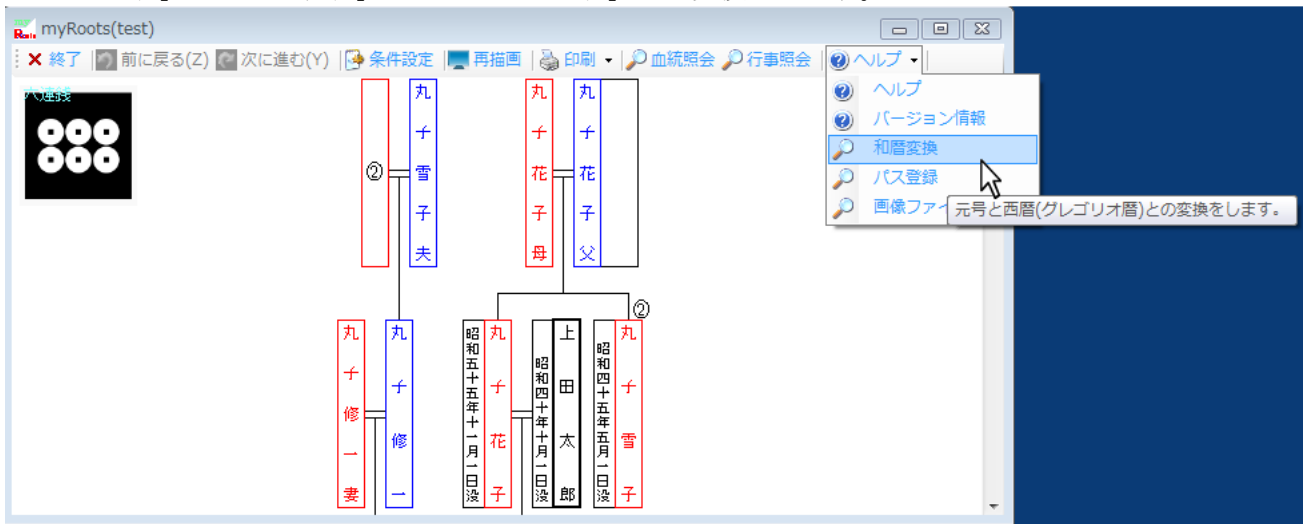 myRoots(test)
終了 前に戻る(Z) 次に進む(Y) 条件設定 再描画 印刷 血統照会 行事照会 ヘルプ
ヘルプ
バージョン情報
和暦変換
パス登録
画像ファイ
元号と西暦(グレゴリオ暦)との変換をします。
六連銭
②
丸子雪子夫
丸子花子母
丸子花子父
②
丸子修一妻
丸子修一
昭和五十五年十一月一日没
丸子花子
昭和四十年十月一日没
上田太郎
昭和四十五年五月一日没
丸子雪子